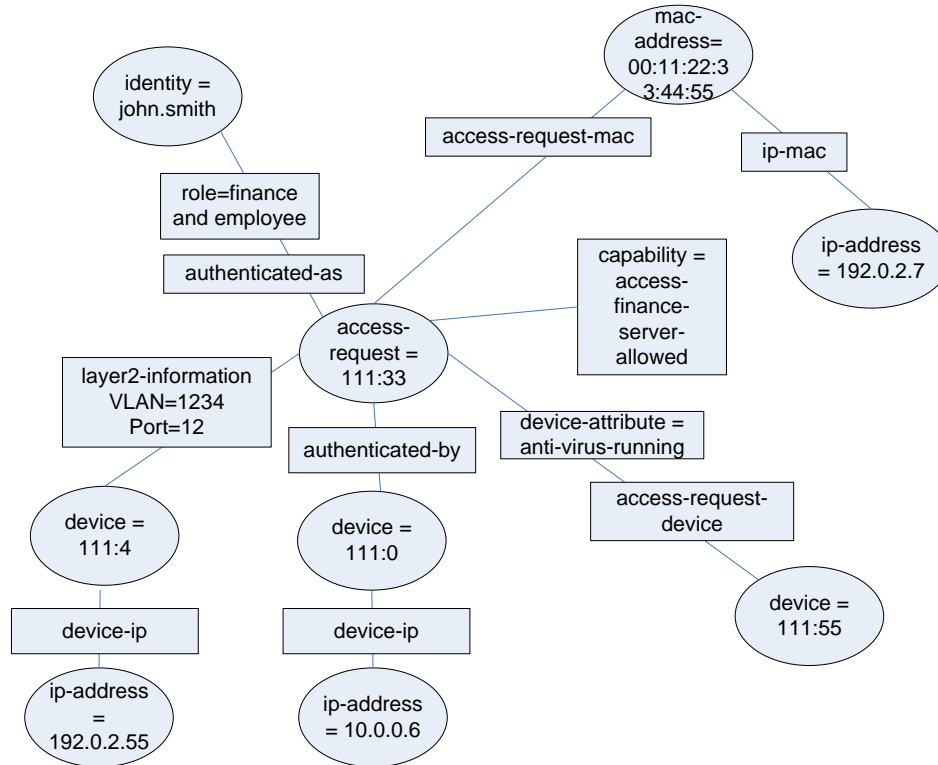 mac-
address=
00:11:22:3
3:44:55
identity =
john.smith
access-request-mac
ip-mac
role=finance
and employee
ip-address
= 192.0.2.7
authenticated-as
capability =
access-
finance-
server-
allowed
access-
request =
111:33
layer2-information
VLAN=1234
Port=12
device-attribute =
anti-virus-running
authenticated-by
access-request-
device
device =
111:4
device =
111:0
device =
111:55
device-ip
device-ip
ip-address
=
192.0.2.55
ip-address
= 10.0.0.6